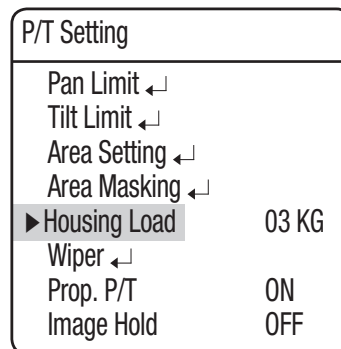 P/T Setting
Pan Limit ↵
Tilt Limit ↵
Area Setting ↵
Area Masking ↵
▶Housing Load 03 KG
Wiper ↵
Prop. P/T ON
Image Hold OFF